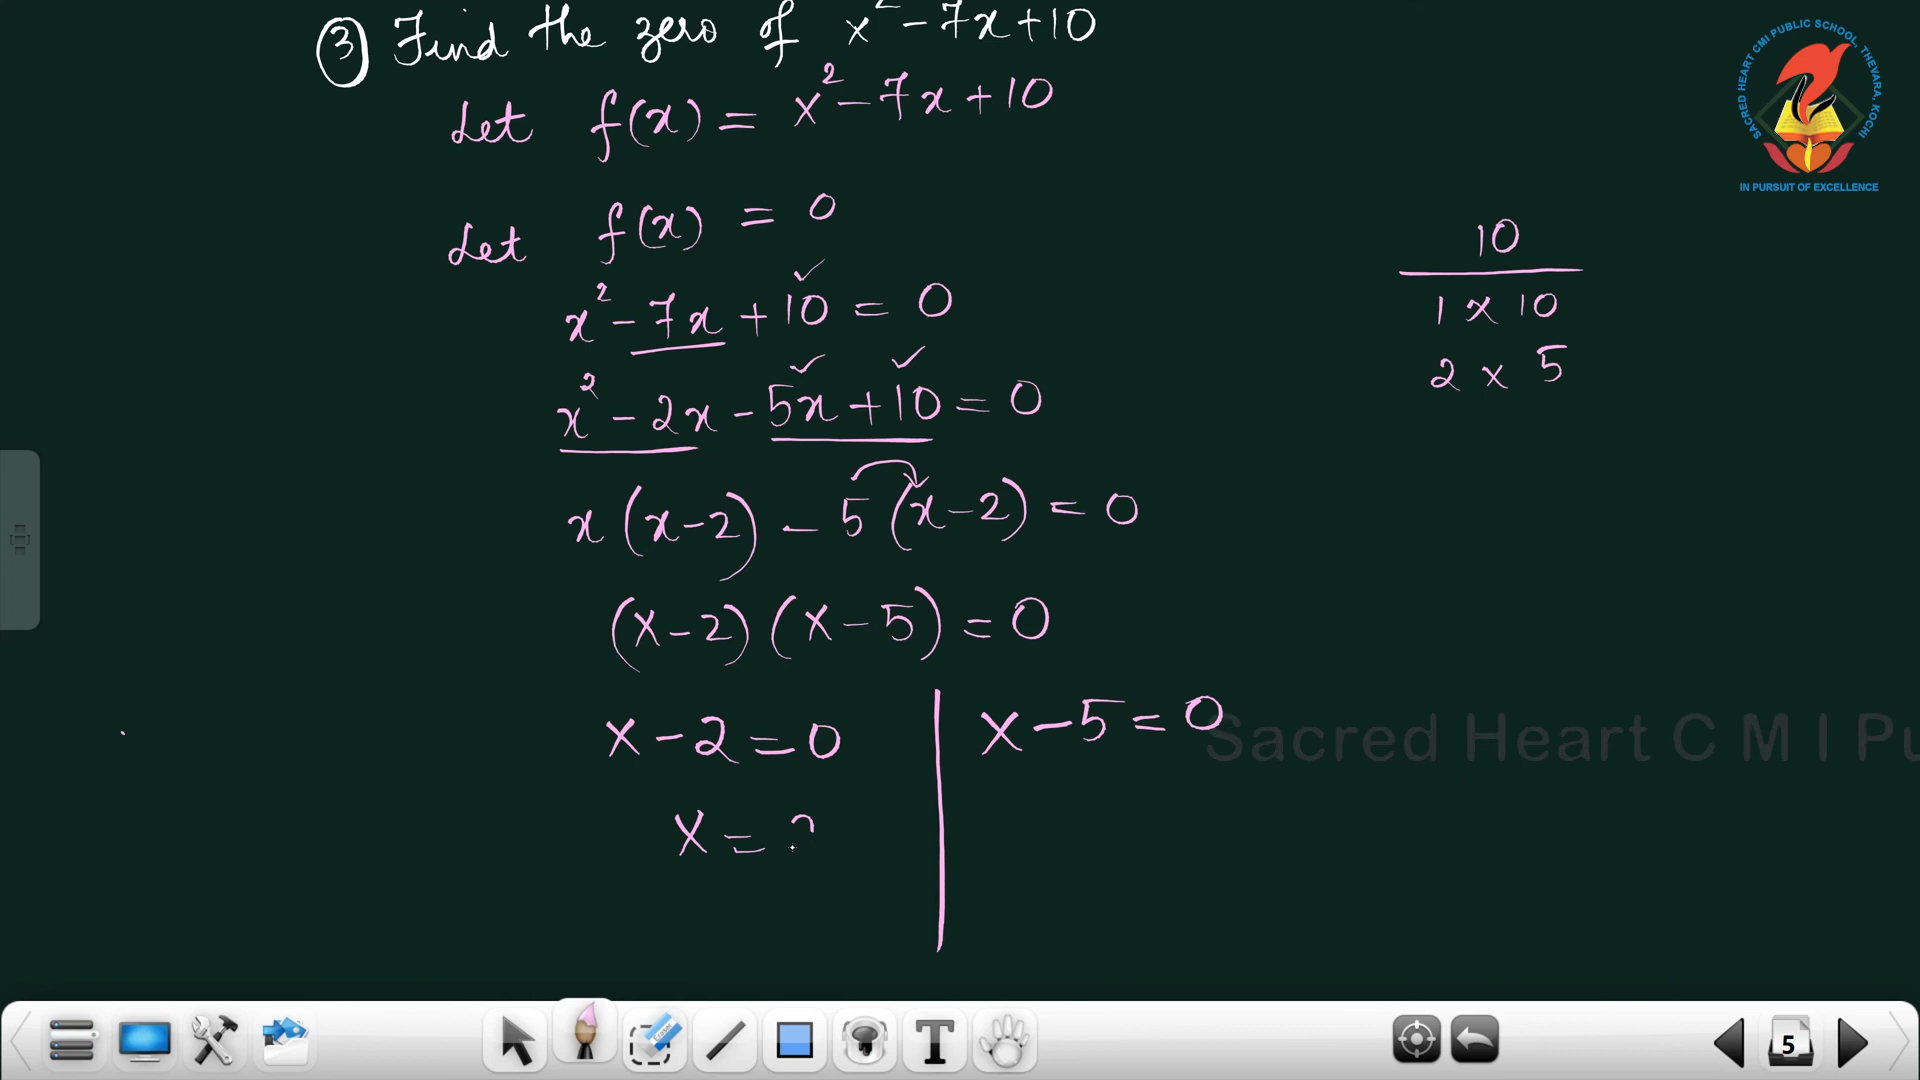 ③ Find the zero of x² - 7x + 10
Let f(x) = x² - 7x + 10
Let f(x) = 0
x² - 7x + 10 = 0
x² - 2x - 5x + 10 = 0
x (x-2) - 5 (x-2) = 0
(x-2) (x-5) = 0
x - 2 = 0
x =
x - 5 = 0
10
1 x 10
2 x 5
SACRED HEART CMI PUBLIC SCHOOL, THEVARA, KOCHI
IN PURSUIT OF EXCELLENCE
Sacred Heart C M I Pu
Eraser
T
5